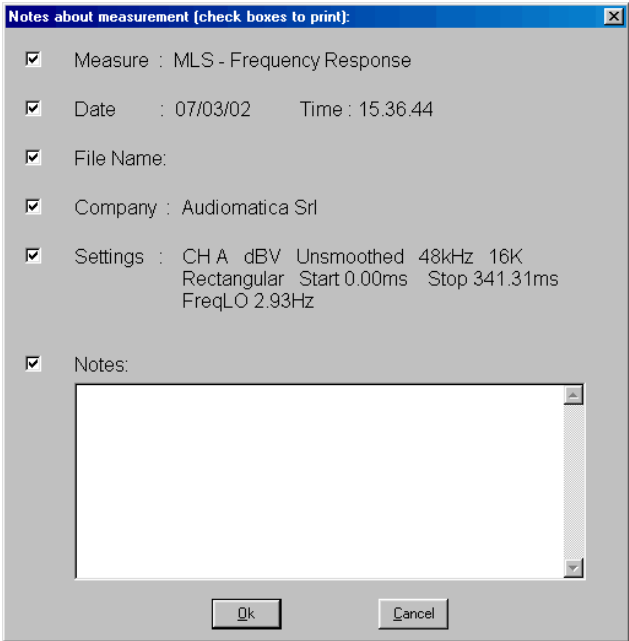 Notes about measurement (check boxes to print):
Measure : MLS - Frequency Response
Date : 07/03/02 Time : 15.36.44
File Name:
Company : Audiomatica Srl
Settings : CH A dBV Unsmoothed 48kHz 16K
Rectangular Start 0.00ms Stop 341.31ms
FreqLO 2.93Hz
Notes:
Ok Cancel